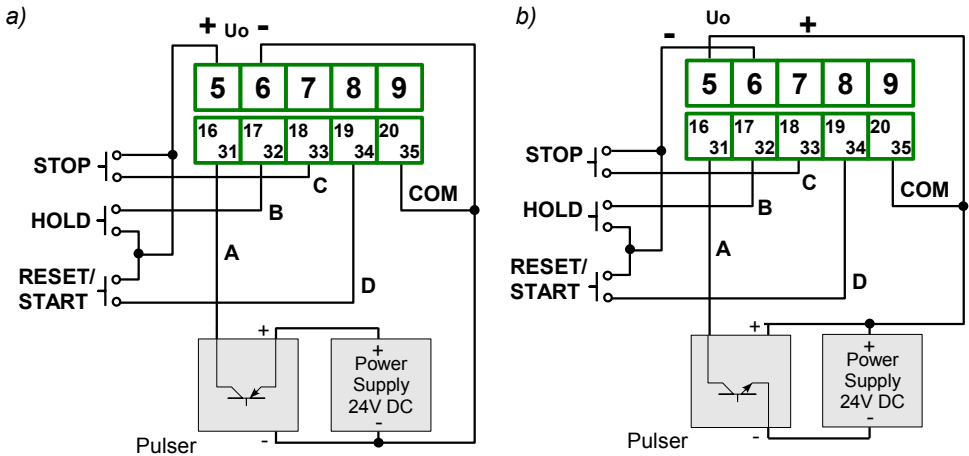 a)
+ Uo -
5 6 7 8 9
16 17 18 19 20
31 32 33 34 35
STOP
C
COM
HOLD
B
A
RESET/
START
D
+
+
Power
Supply
24V DC
-
-
Pulser
b)
Uo
- +
5 6 7 8 9
16 17 18 19 20
31 32 33 34 35
STOP
C
COM
HOLD
B
A
RESET/
START
D
+
+
Power
Supply
24V DC
-
-
Pulser